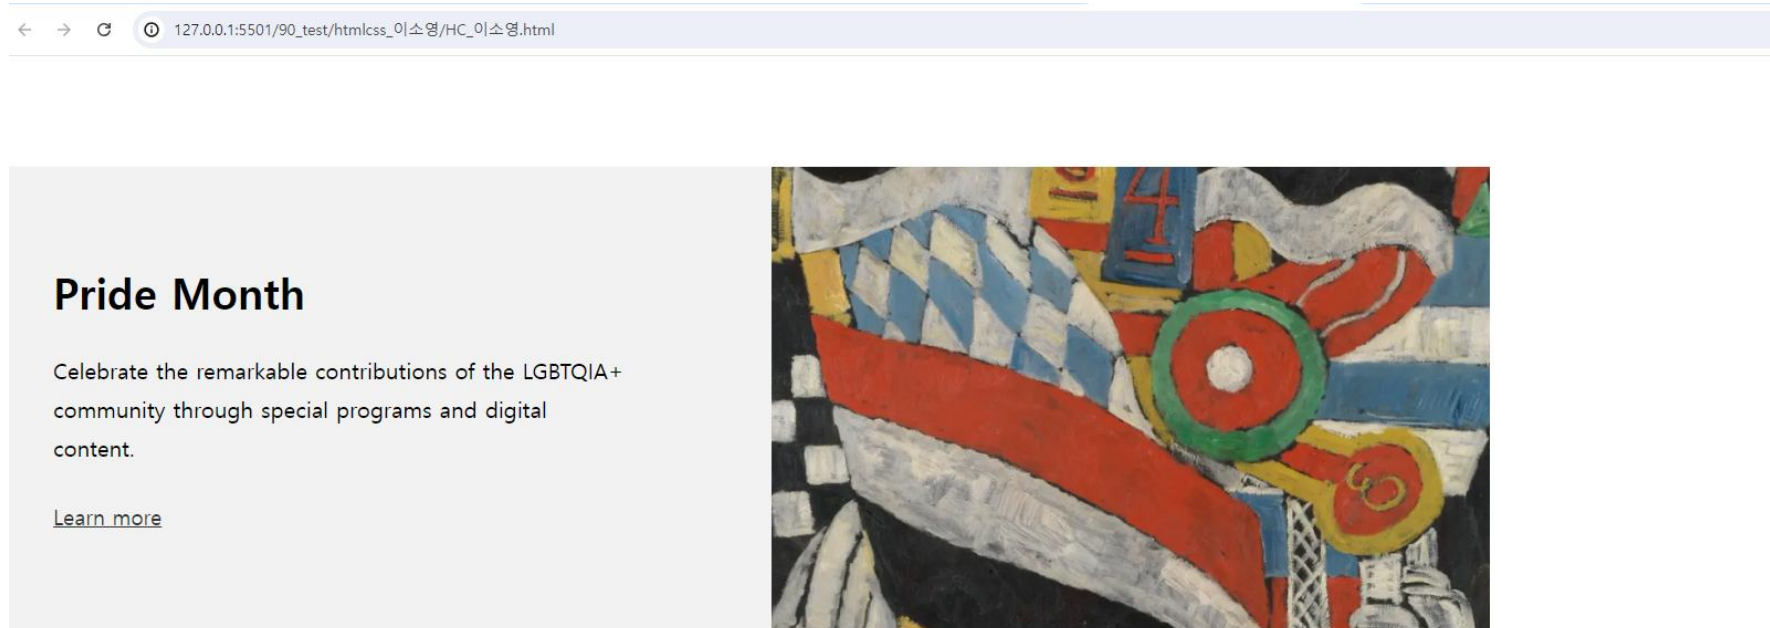 127.0.0.1:5501/90_test/htmlcss_이소영/HC_이소영.html
4
Pride Month
Celebrate the remarkable contributions of the LGBTQIA+
community through special programs and digital
content.
Learn more